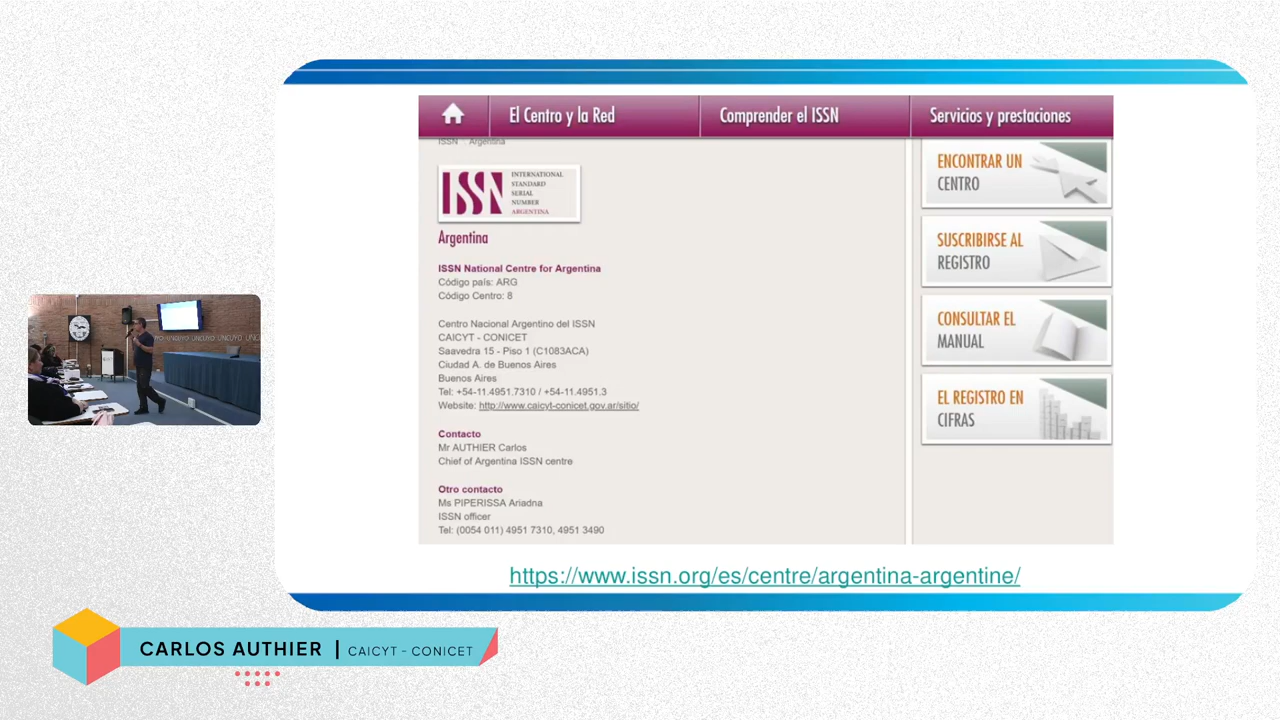 El Centro y la Red
Comprender el ISSN
Servicios y prestaciones
ISSN Argentina
ISSN
INTERNATIONAL
STANDARD
SERIAL
NUMBER
ARGENTINA
Argentina
ISSN National Centre for Argentina
Código país: ARG
Código Centro: 8
Centro Nacional Argentino del ISSN
CAICYT - CONICET
Saavedra 15 - Piso 1 (C1083ACA)
Ciudad A. de Buenos Aires
Buenos Aires
Tel: +54-11.4951.7310 / +54-11.4951.3
Website: http://www.caicyt-conicet.gov.ar/sitio/
Contacto
Mr AUTHIER Carlos
Chief of Argentina ISSN centre
Otro contacto
Ms PIPERISSA Ariadna
ISSN officer
Tel: (0054 011) 4951 7310, 4951 3490
ENCONTRAR UN
CENTRO
SUSCRIBIRSE AL
REGISTRO
CONSULTAR EL
MANUAL
EL REGISTRO EN
CIFRAS
https://www.issn.org/es/centre/argentina-argentine/
UNCUYO UNCUYO
CARLOS AUTHIER | CAICYT - CONICET